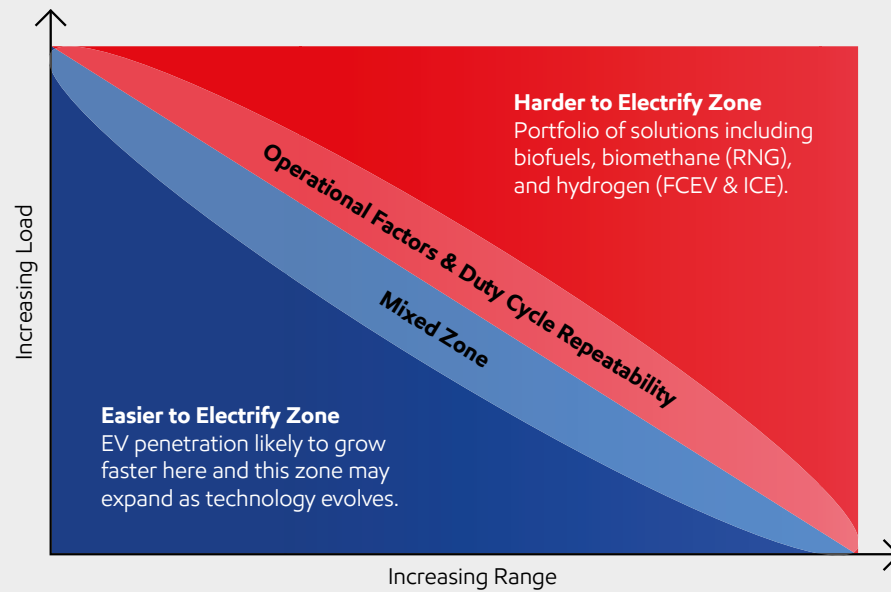 Increasing Load
Harder to Electrify Zone
Portfolio of solutions including
biofuels, biomethane (RNG),
and hydrogen (FCEV & ICE).
Operational Factors & Duty Cycle Repeatability
Mixed Zone
Easier to Electrify Zone
EV penetration likely to grow
faster here and this zone may
expand as technology evolves.
Increasing Range